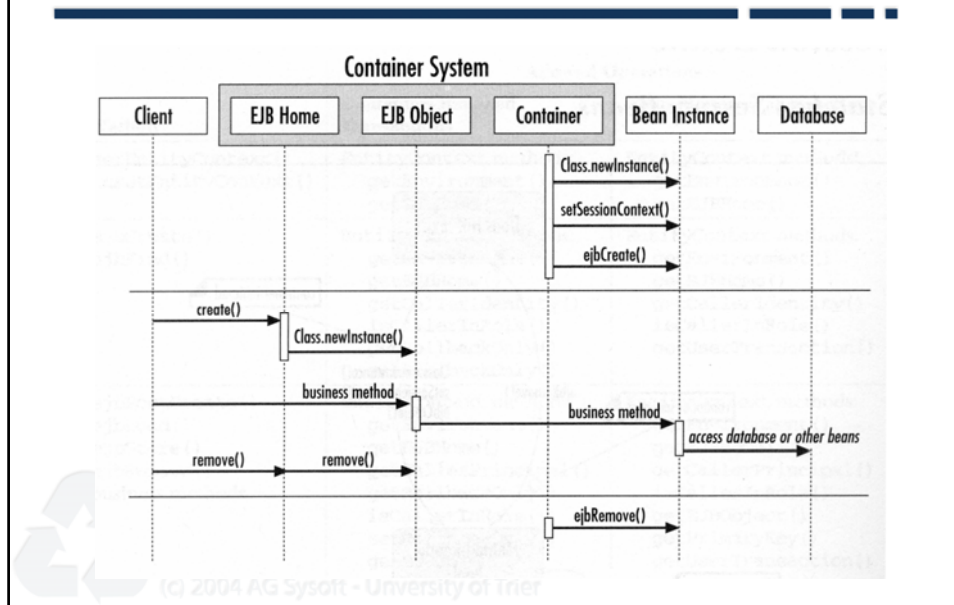 Container System
Client
EJB Home
EJB Object
Container
Bean Instance
Database
Class.newInstance()
setSessionContext()
ejbCreate()
create()
Class.newInstance()
business method
business method
access database or other beans
remove()
remove()
ejbRemove()
(c) 2004 AG Sysoft - Unversity of Trier